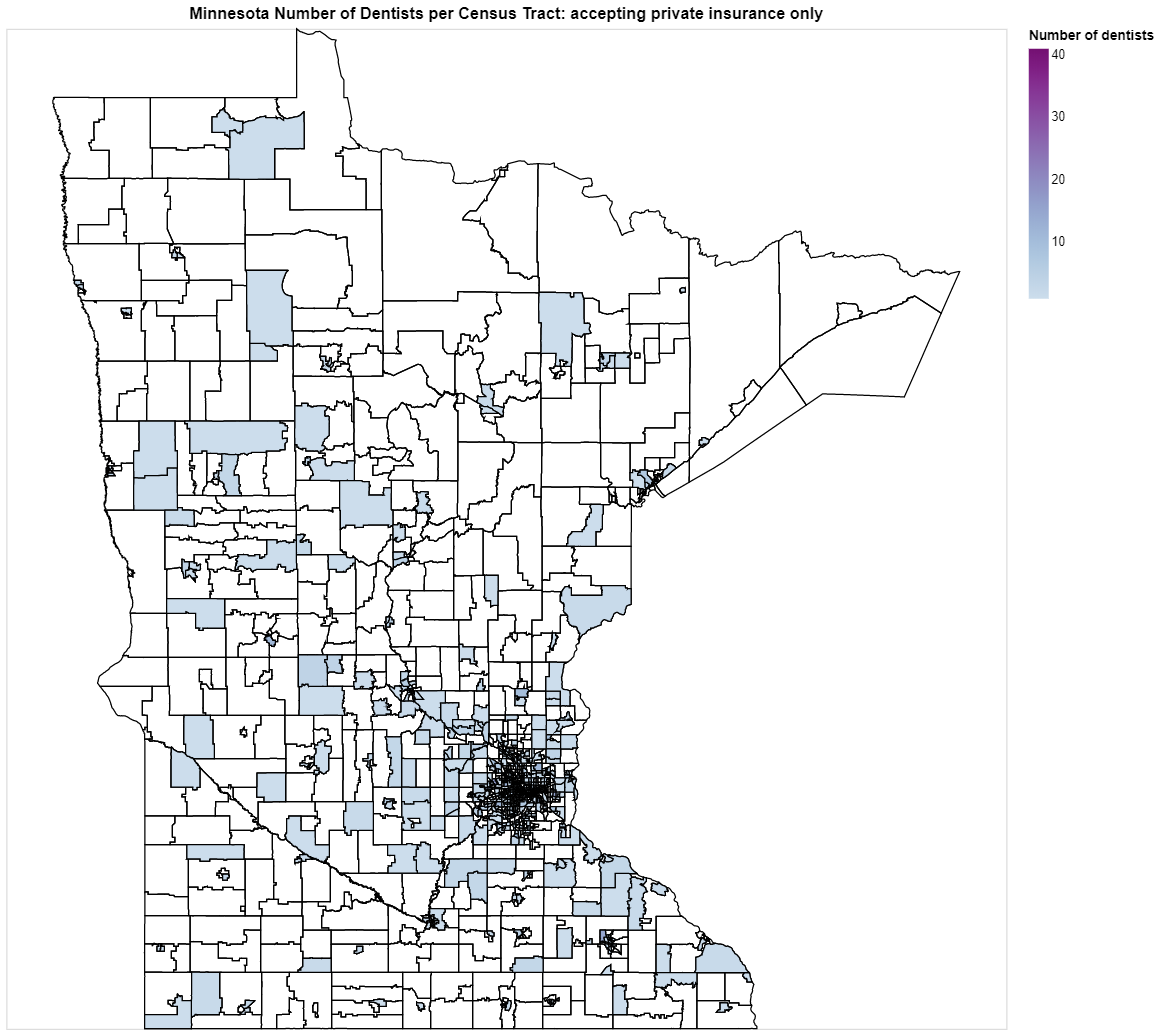 Minnesota Number of Dentists per Census Tract: accepting private insurance only
Number of dentists
40
30
20
10